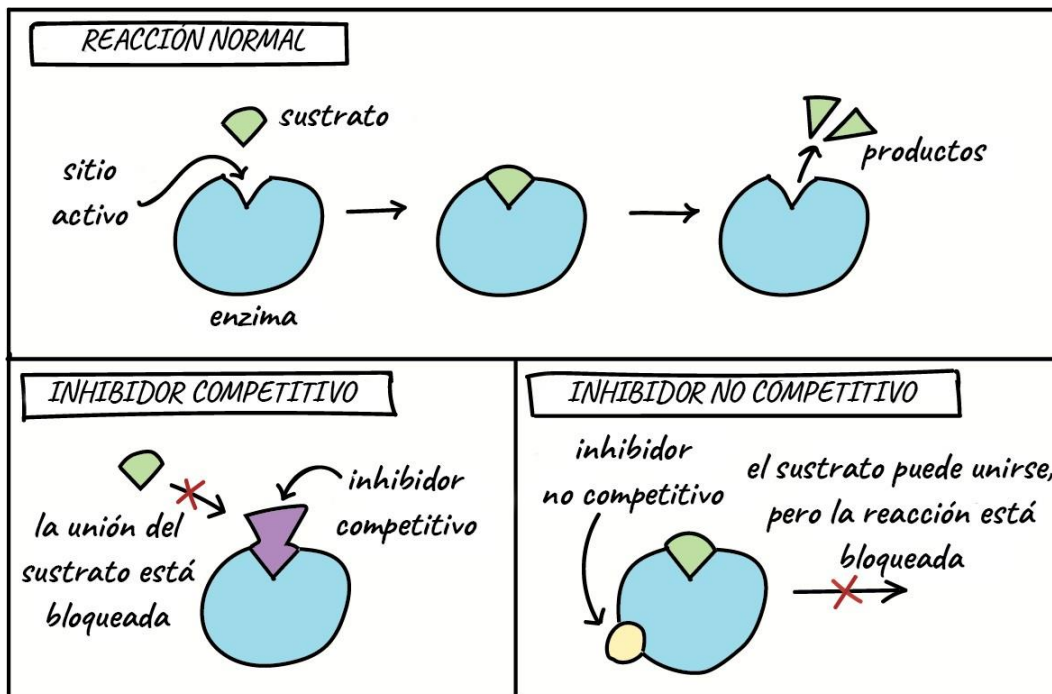 REACCIÓN NORMAL
sustrato
sitio
activo
enzima
productos
INHIBIDOR COMPETITIVO
la unión del
sustrato está
bloqueada
inhibidor
competitivo
INHIBIDOR NO COMPETITIVO
inhibidor
no competitivo
el sustrato puede unirse,
pero la reacción está
bloqueada